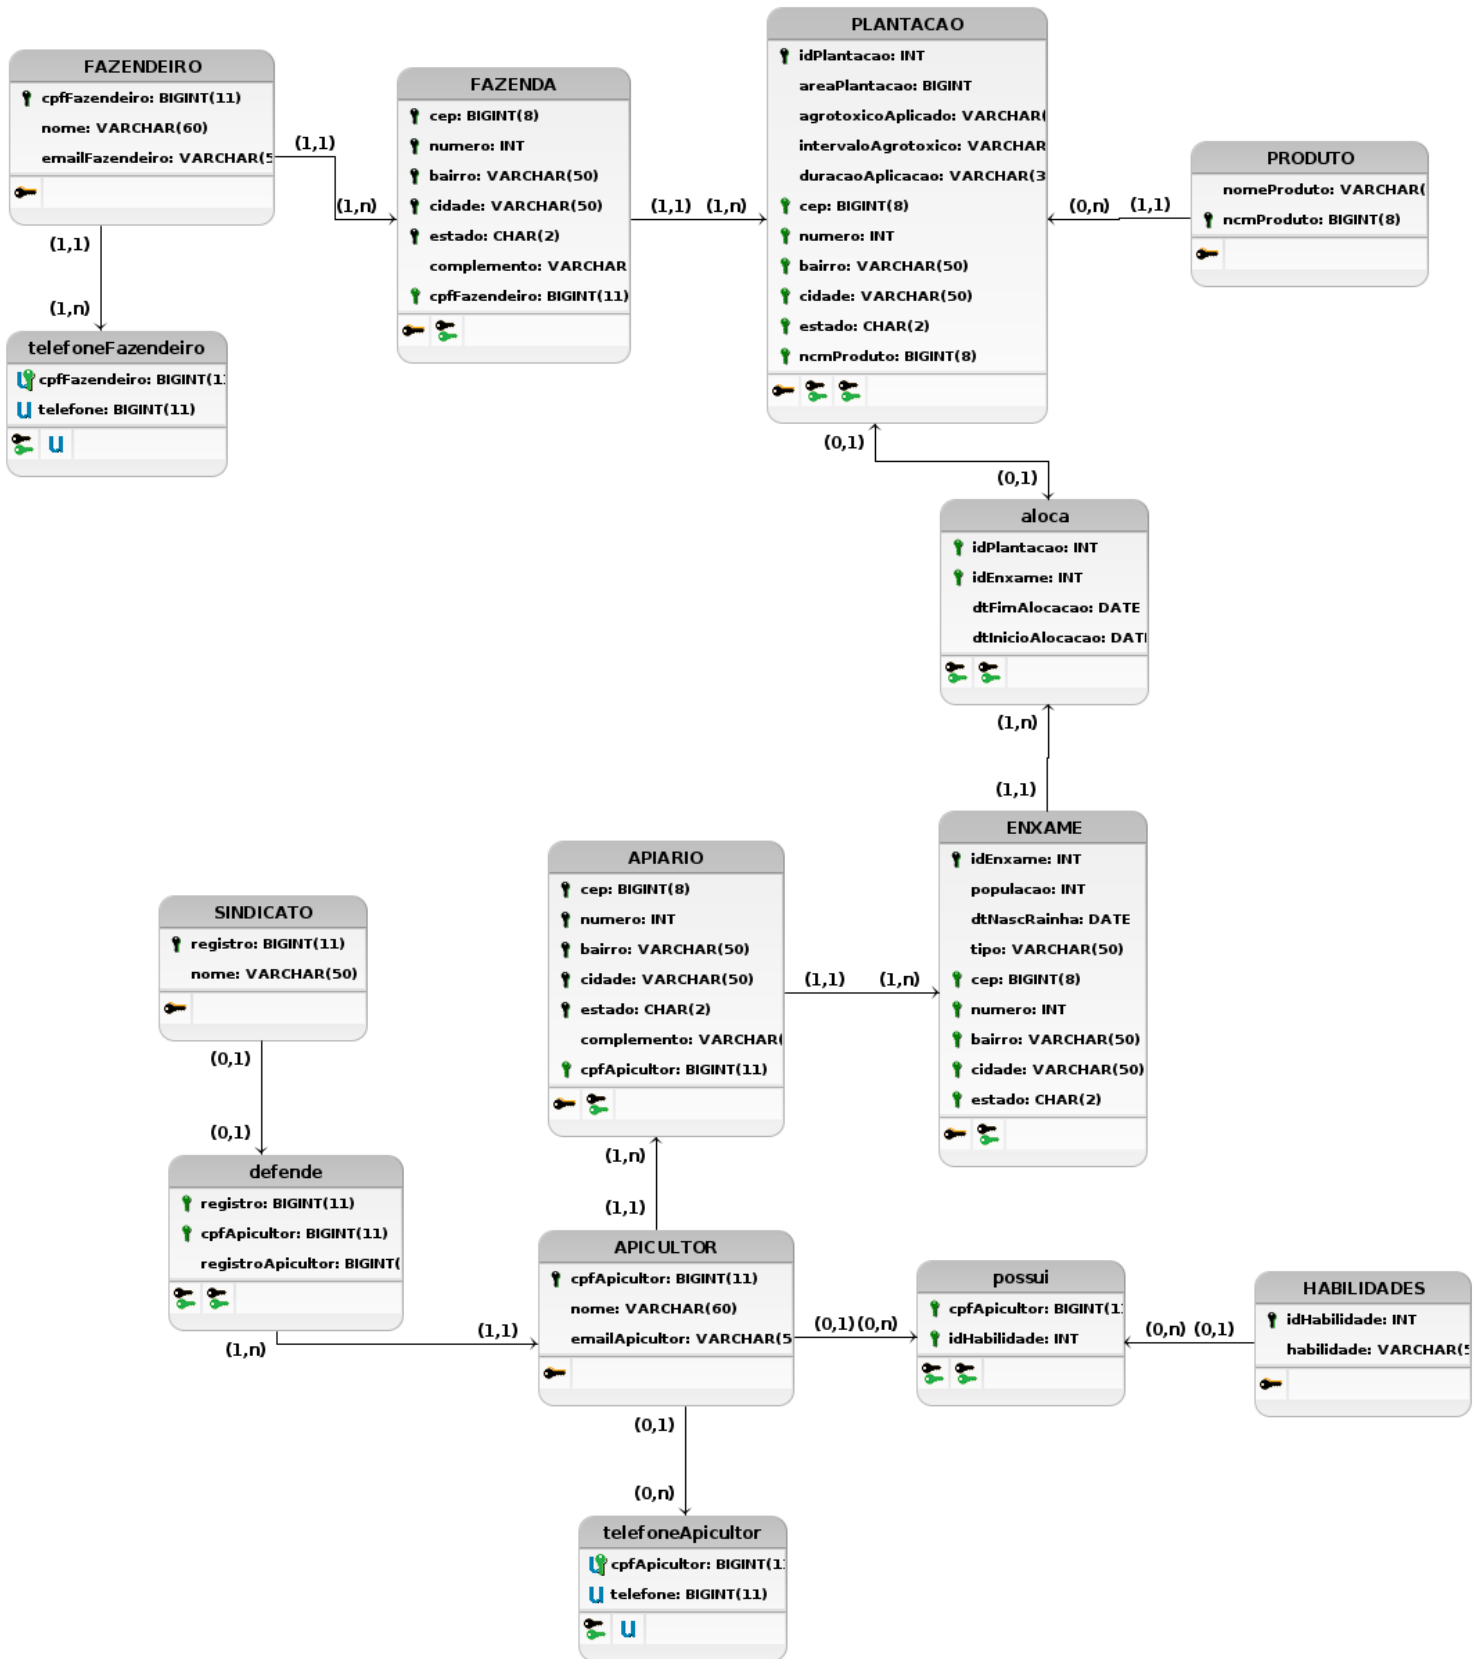 FAZENDEIRO
cpfFazendeiro: BIGINT(11)
nome: VARCHAR(60)
emailFazendeiro: VARCHAR(5
(1,1)
(1,n)
(1,1)
(1,n)
telefoneFazendeiro
cpfFazendeiro: BIGINT(1
telefone: BIGINT(11)
FAZENDA
cep: BIGINT(8)
numero: INT
bairro: VARCHAR(50)
cidade: VARCHAR(50)
estado: CHAR(2)
complemento: VARCHAR
cpfFazendeiro: BIGINT(11)
(1,1) (1,n)
PLANTACAO
idPlantacao: INT
areaPlantacao: BIGINT
agrotoxicoAplicado: VARCHAR(
intervaloAgrotoxico: VARCHAR
duracaoAplicacao: VARCHAR(3
cep: BIGINT(8)
numero: INT
bairro: VARCHAR(50)
cidade: VARCHAR(50)
estado: CHAR(2)
ncmProduto: BIGINT(8)
(0,n) (1,1)
PRODUTO
nomeProduto: VARCHAR(
ncmProduto: BIGINT(8)
(0,1)
(0,1)
aloca
idPlantacao: INT
idEnxame: INT
dtFimAlocacao: DATE
dtInicioAlocacao: DAT
(1,n)
(1,1)
ENXAME
idEnxame: INT
populacao: INT
dtNascRainha: DATE
tipo: VARCHAR(50)
cep: BIGINT(8)
numero: INT
bairro: VARCHAR(50)
cidade: VARCHAR(50)
estado: CHAR(2)
APIARIO
cep: BIGINT(8)
numero: INT
bairro: VARCHAR(50)
cidade: VARCHAR(50)
estado: CHAR(2)
complemento: VARCHAR(
cpfApicultor: BIGINT(11)
(1,1) (1,n)
SINDICATO
registro: BIGINT(11)
nome: VARCHAR(50)
(0,1)
(0,1)
defende
registro: BIGINT(11)
cpfApicultor: BIGINT(11)
registroApicultor: BIGINT(
(1,n)
(1,1)
(1,n)
(1,1)
APICULTOR
cpfApicultor: BIGINT(11)
nome: VARCHAR(60)
emailApicultor: VARCHAR(5
(0,1)(0,n)
possui
cpfApicultor: BIGINT(1
idHabilidade: INT
(0,n) (0,1)
HABILIDADES
idHabilidade: INT
habilidade: VARCHAR(5
(0,1)
(0,n)
telefoneApicultor
cpfApicultor: BIGINT(1
telefone: BIGINT(11)